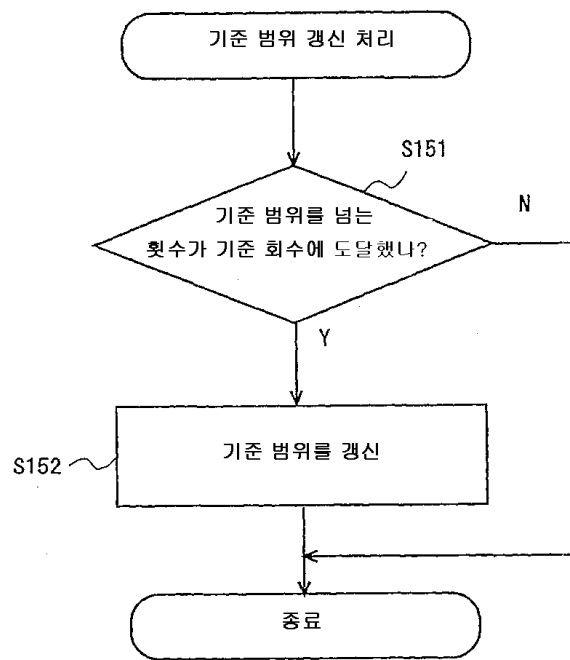 기준 범위 갱신 처리
S151
기준 범위를 넘는
횟수가 기준 회수에 도달했나?
N
Y
기준 범위를 갱신
S152
종료